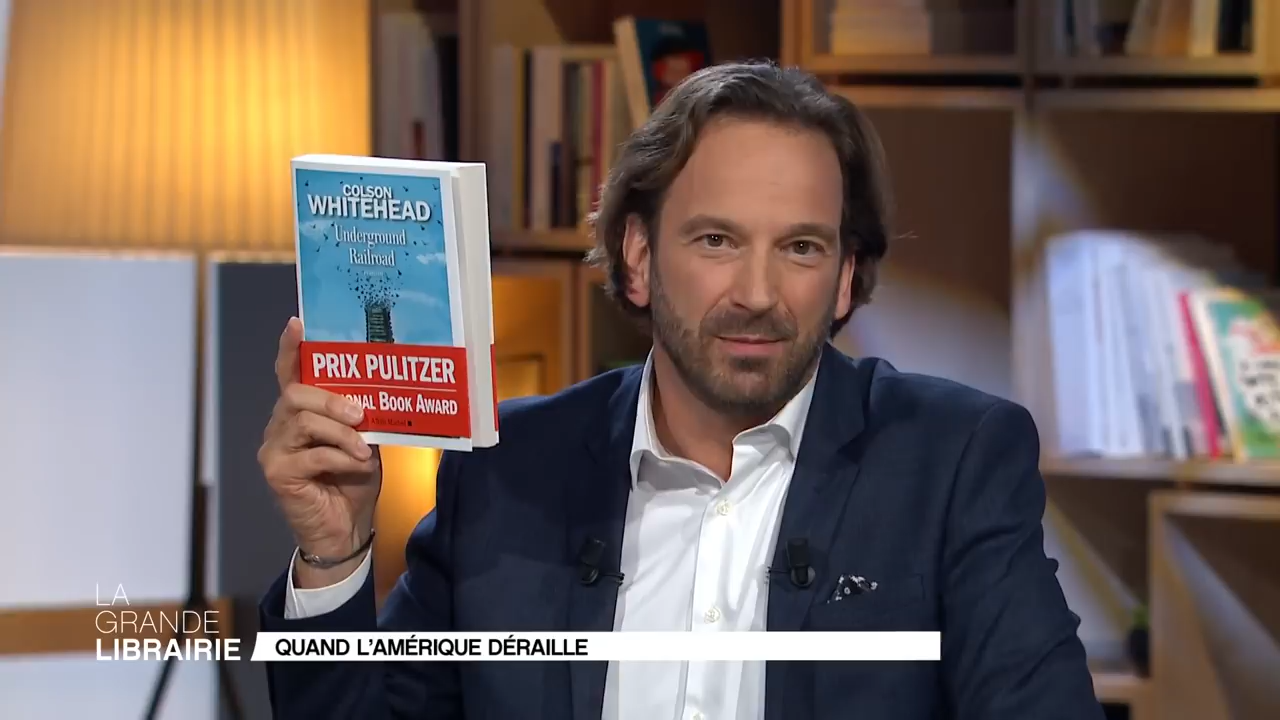 COLSON
WHITEHEAD
Underground
Railroad
PRIX PULITZER
BOOK AWARD
LA
GRANDE
LIBRAIRIE
QUAND L'AMÉRIQUE DÉRAILLE